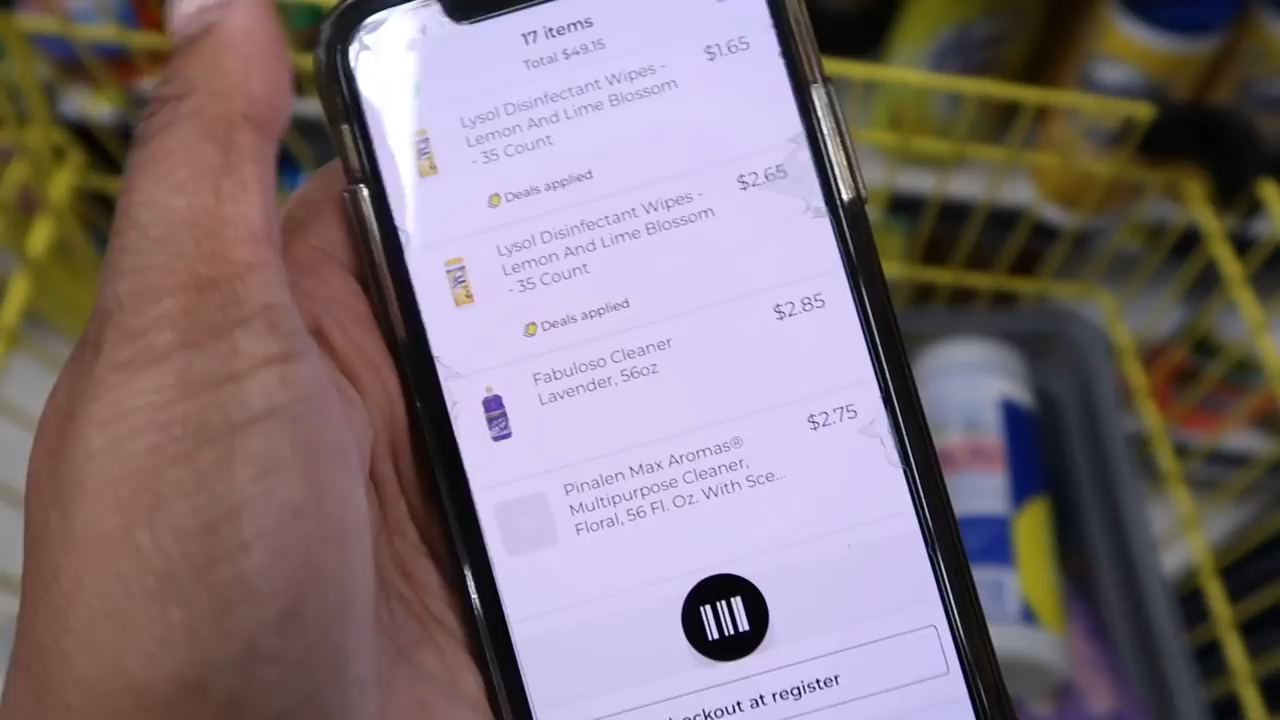 17 items
Total $49.15
Lysol Disinfectant Wipes -
Lemon And Lime Blossom
- 35 Count
$1.65
Deals applied
Lysol Disinfectant Wipes -
Lemon And Lime Blossom
- 35 Count
$2.65
Deals applied
Fabuloso Cleaner
Lavender, 56oz
$2.85
Pinalen Max Aromas®
Multipurpose Cleaner,
Floral, 56 Fl. Oz. With Sce...
$2.75
checkout at register